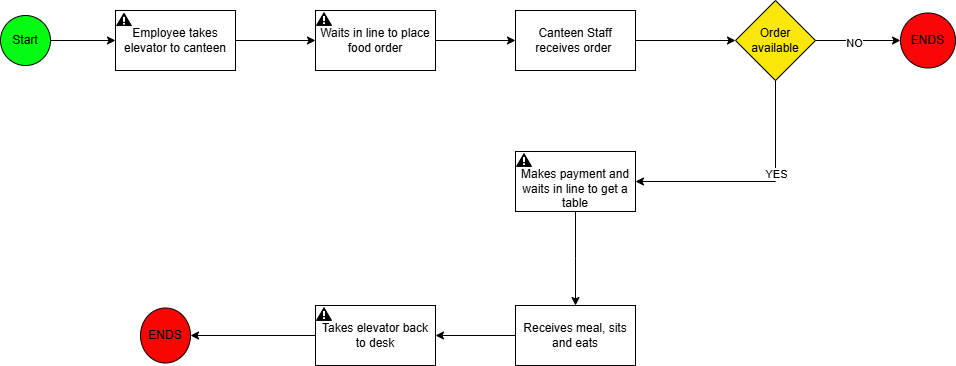 Start
Employee takes
elevator to canteen
Waits in line to place
food order
Canteen Staff
receives order
Order
available
NO
ENDS
YES
Makes payment and
waits in line to get a
table
Receives meal, sits
and eats
Takes elevator back
to desk
ENDS